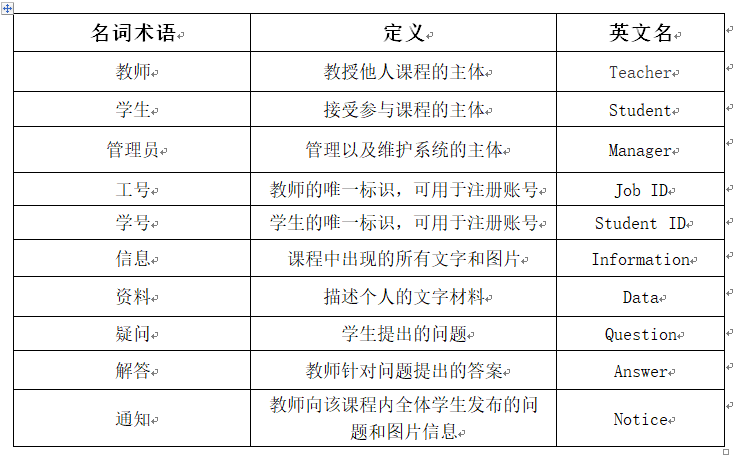 名词术语 定义 英文名
教师 教授他人课程的主体 Teacher
学生 接受参与课程的主体 Student
管理员 管理以及维护系统的主体 Manager
工号 教师的唯一标识，可用于注册账号 Job ID
学号 学生的唯一标识，可用于注册账号 Student ID
信息 课程中出现的所有文字和图片 Information
资料 描述个人的文字材料 Data
疑问 学生提出的问题 Question
解答 教师针对问题提出的答案 Answer
通知 教师向该课程内全体学生发布的问 Notice
题和图片信息